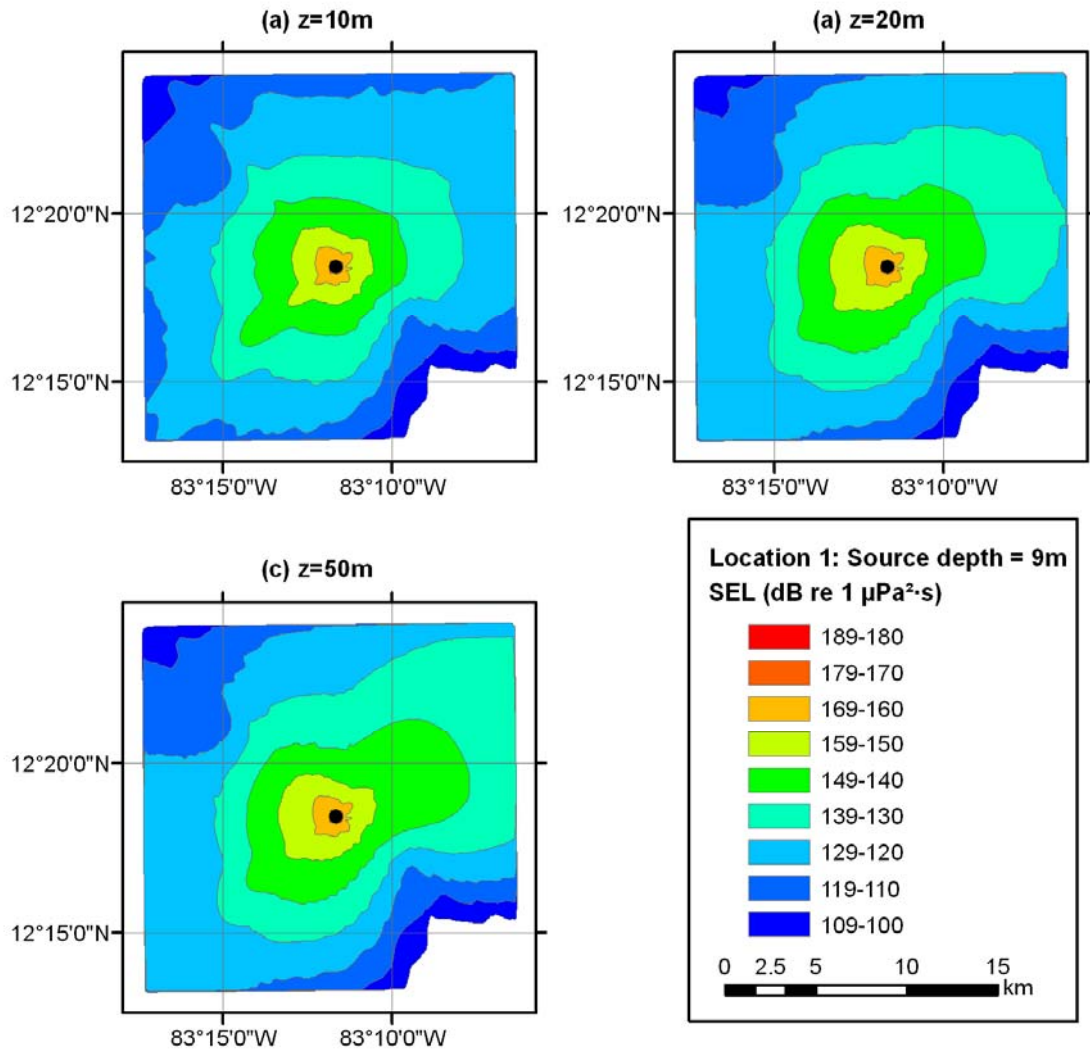 (a) z=10m
12°20'0"N
12°15'0"N
83°15'0"W 83°10'0"W
(a) z=20m
12°20'0"N
12°15'0"N
83°15'0"W 83°10'0"W
(c) z=50m
12°20'0"N
12°15'0"N
83°15'0"W 83°10'0"W
Location 1: Source depth = 9m
SEL (dB re 1 µPa²·s)
189-180
179-170
169-160
159-150
149-140
139-130
129-120
119-110
109-100
0 2.5 5 10 15
km